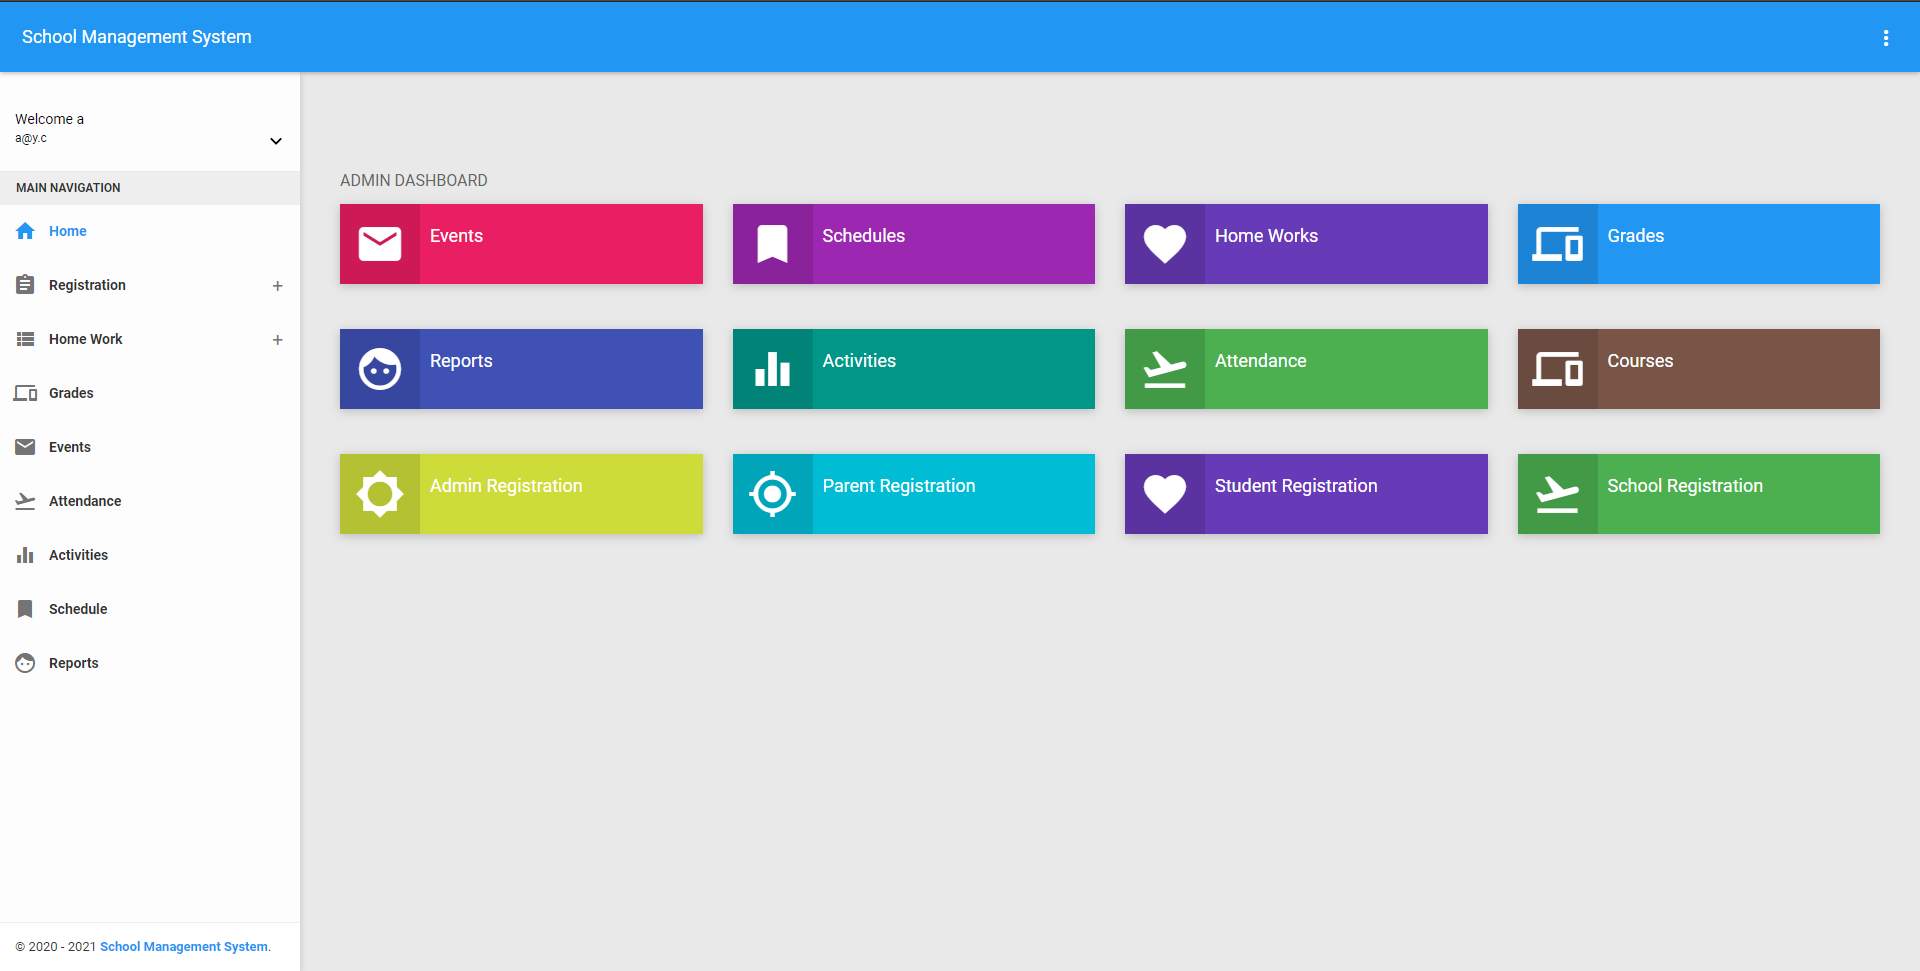 School Management System
Welcome a
a@y.c
MAIN NAVIGATION
Home
Registration +
Home Work +
Grades
Events
Attendance
Activities
Schedule
Reports
© 2020 - 2021 School Management System.
ADMIN DASHBOARD
Events
Schedules
Home Works
Grades
Reports
Activities
Attendance
Courses
Admin Registration
Parent Registration
Student Registration
School Registration